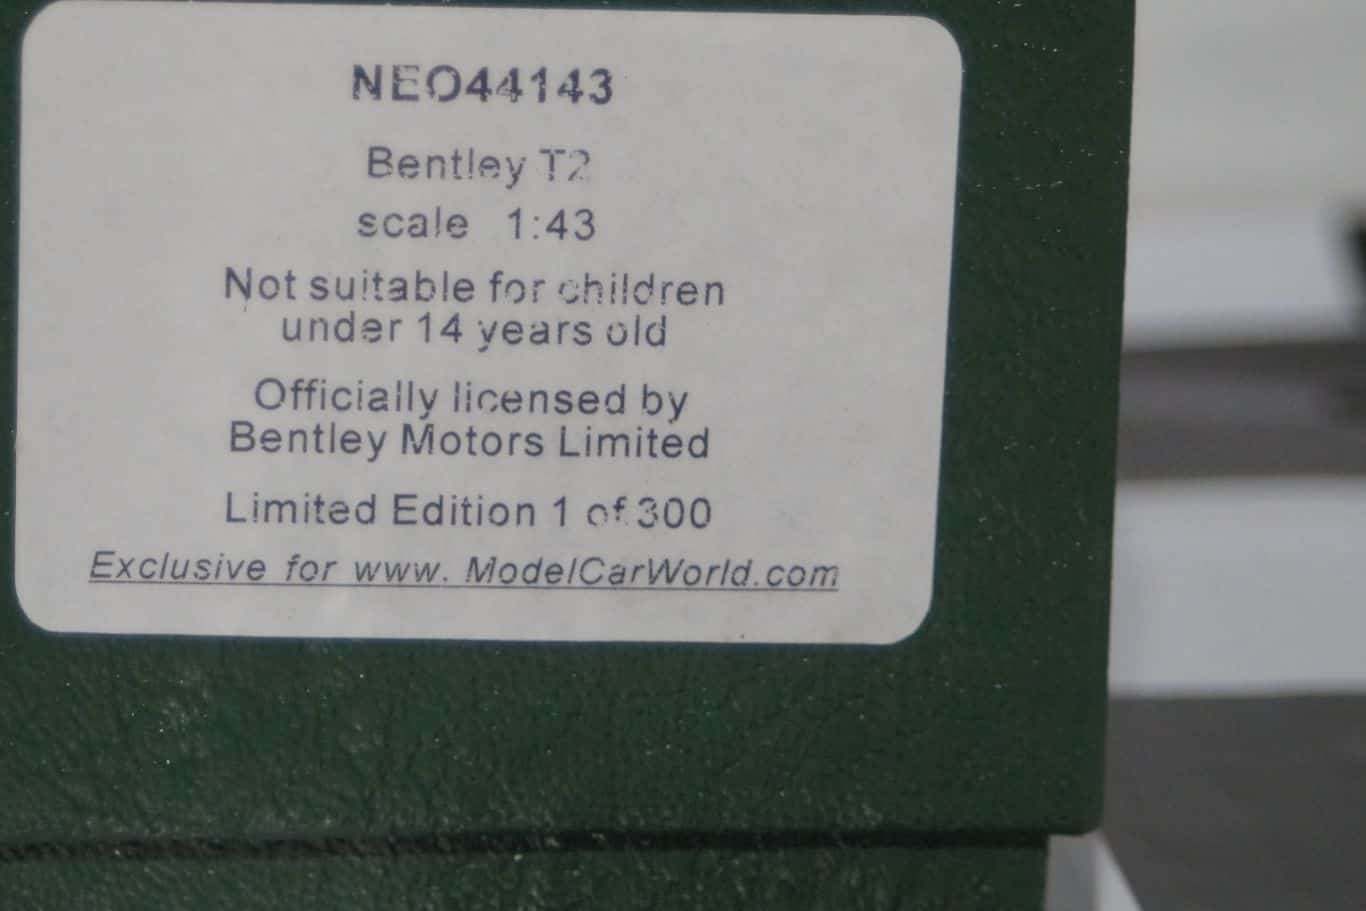 NEO44143
Bentley T2
scale 1:43
Not suitable for children
under 14 years old
Officially licensed by
Bentley Motors Limited
Limited Edition 1 of 300
Exclusive for www. ModelCarWorld.com